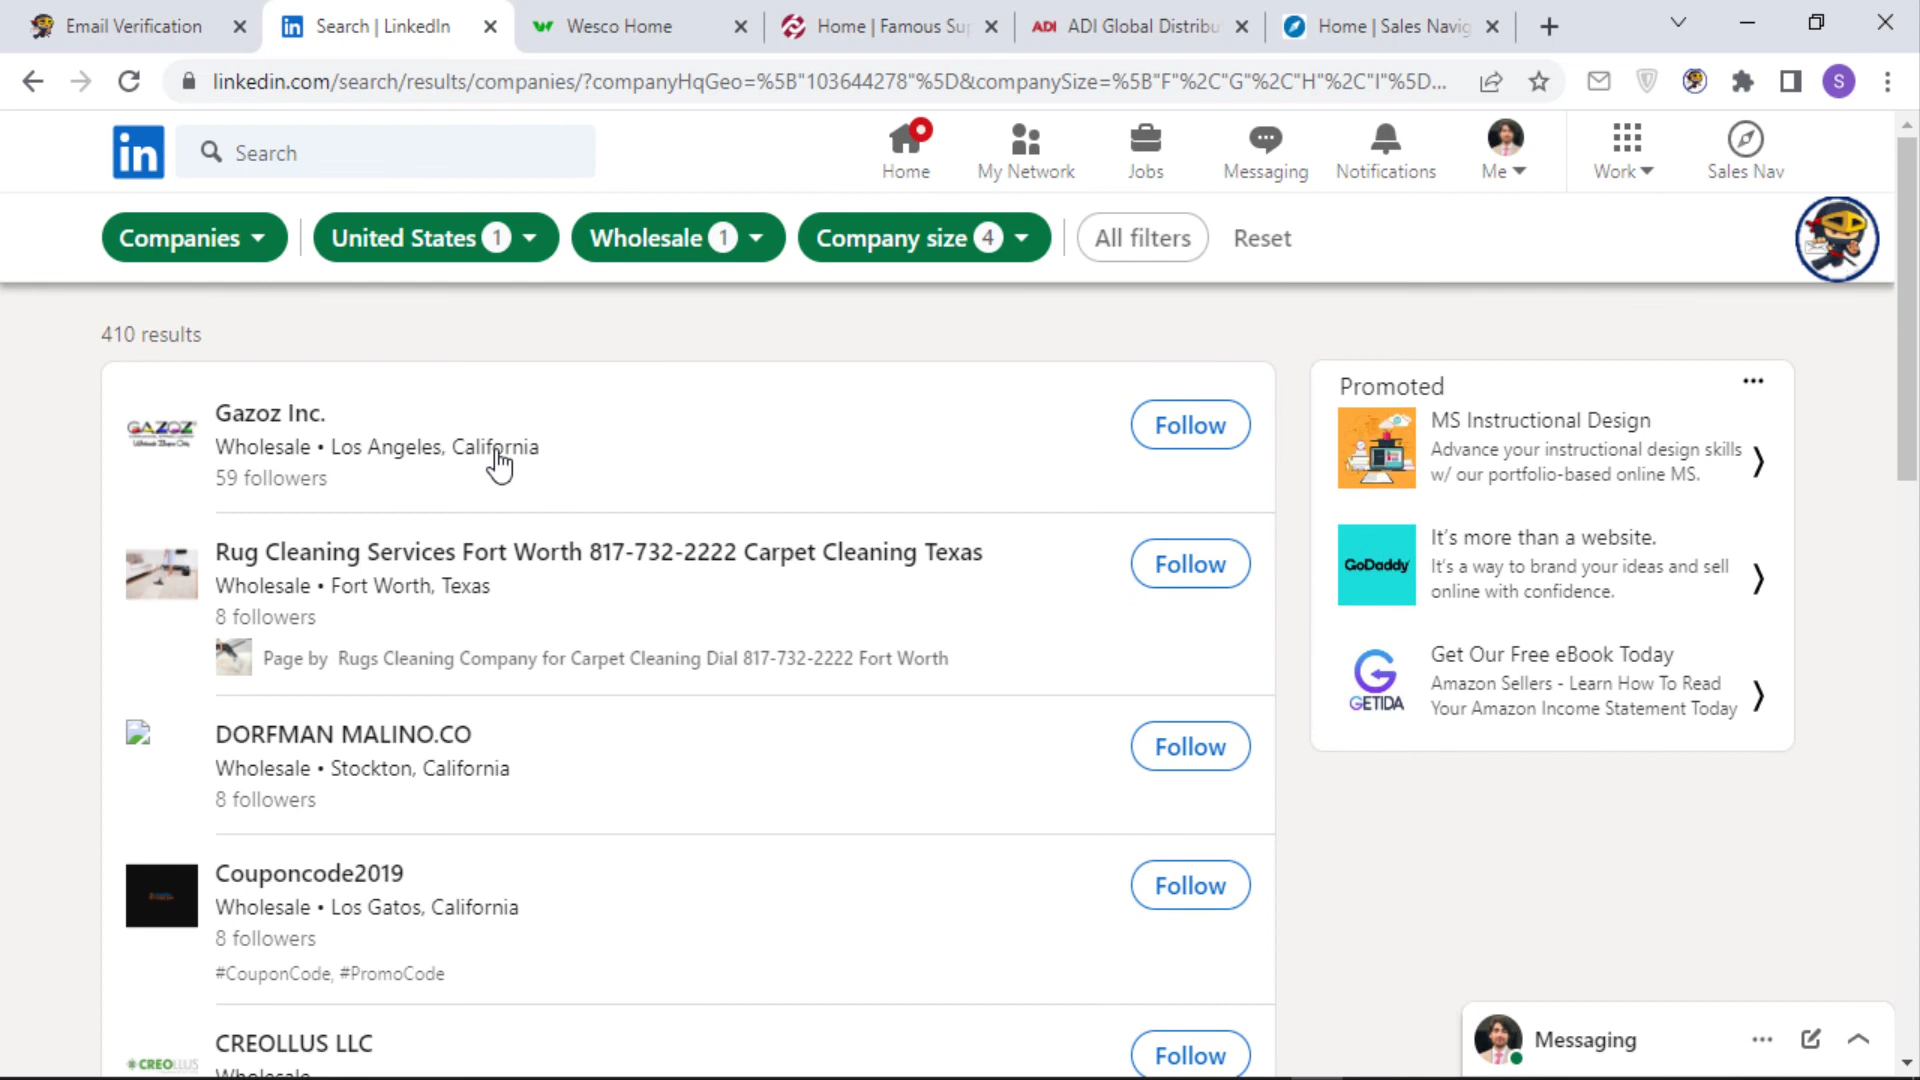 Email Verification
Search | LinkedIn
Wesco Home
Home | Famous Su
ADI
ADI Global Distribu
Home | Sales Navig
linkedin.com/search/results/companies/?companyHqGeo=%5B"103644278"%5D&companySize=%5B"F"%2C"G"%2C"H"%2C"I"%5D...
S
in
Search
Home
My Network
Jobs
Messaging
Notifications
Me
Work
Sales Nav
Companies
United States 1
Wholesale 1
Company size 4
All filters
Reset
410 results
GAZOZ
Gazoz Inc.
Wholesale • Los Angeles, California
59 followers
Follow
Rug Cleaning Services Fort Worth 817-732-2222 Carpet Cleaning Texas
Wholesale • Fort Worth, Texas
8 followers
Page by Rugs Cleaning Company for Carpet Cleaning Dial 817-732-2222 Fort Worth
Follow
DORFMAN MALINO.CO
Wholesale • Stockton, California
8 followers
Follow
Couponcode2019
Wholesale • Los Gatos, California
8 followers
#CouponCode, #PromoCode
Follow
CREOLLUS
CREOLLUS LLC
Wholesale
Follow
Promoted
MS Instructional Design
Advance your instructional design skills
w/ our portfolio-based online MS.
GoDaddy
It's more than a website.
It's a way to brand your ideas and sell
online with confidence.
GETIDA
Get Our Free eBook Today
Amazon Sellers - Learn How To Read
Your Amazon Income Statement Today
Messaging